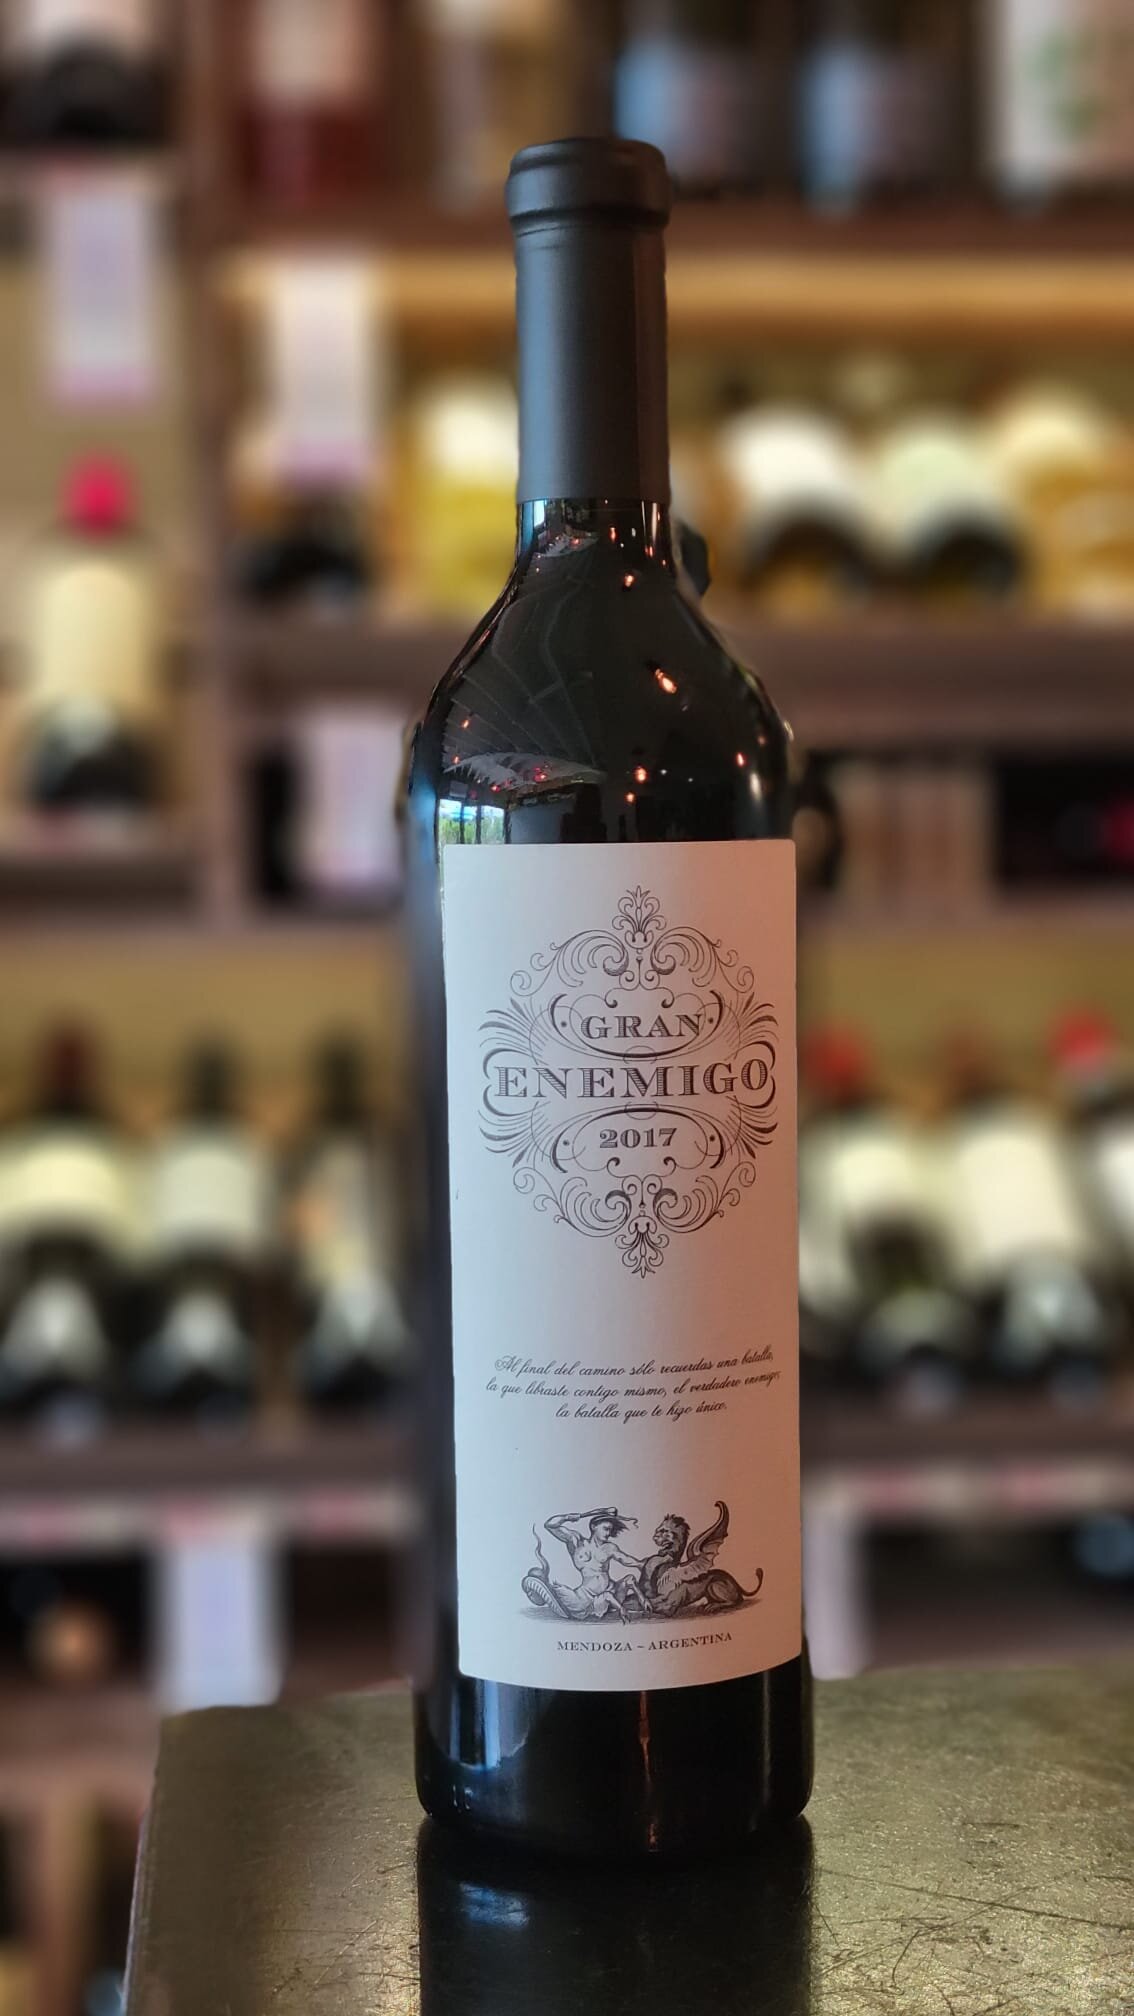 GRAN
ENEMIGO
2017
Al final del camino sólo recuerdas una batalla,
la que libraste contigo mismo, el verdadero enemigo;
la batalla que te hizo único.
MENDOZA – ARGENTINA